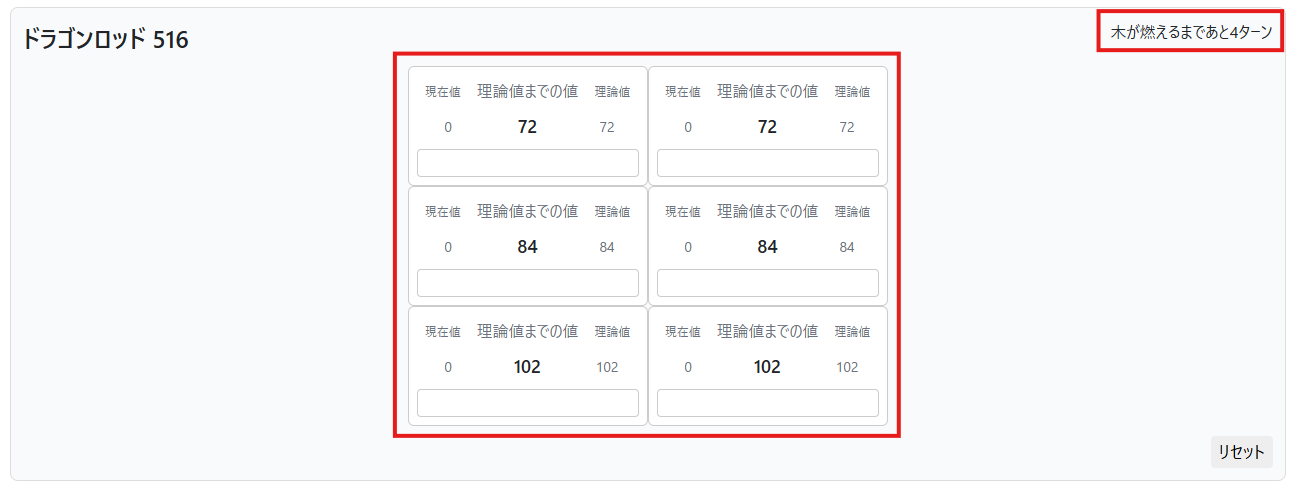 ドラゴンロッド 516
木が燃えるまであと4ターン
現在値 理論値までの値 理論値 現在値 理論値までの値 理論値
0 72 72 0 72 72
現在値 理論値までの値 理論値 現在値 理論値までの値 理論値
0 84 84 0 84 84
現在値 理論値までの値 理論値 現在値 理論値までの値 理論値
0 102 102 0 102 102
リセット